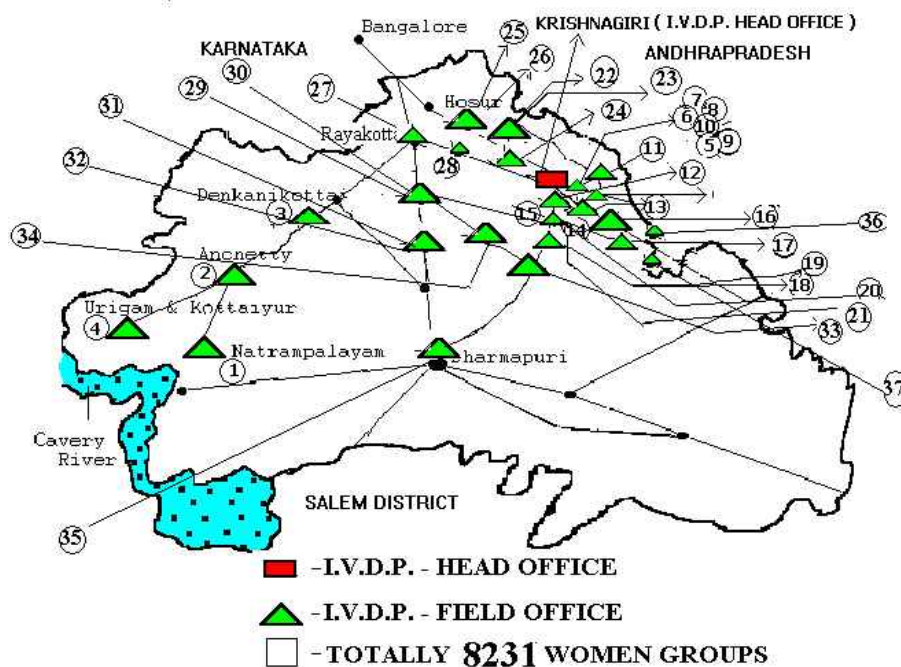 KRISHNAGIRI ( I.V.D.P. HEAD OFFICE )
Bangalore
KARNATAKA
25
ANDHRAPRADESH
30
26
29
22
23
27
Hosur
7
8
31
6
10
9
24
5
Rayakotta
28
11
32
12
Denkanikottai
3
15
13
14
16
36
34
17
Ancnetty
2
19
18
20
Urigam & Kottaiyur
4
21
33
Natrampalayam
1
Dharmapuri
37
Cavery
River
SALEM DISTRICT
35
- I.V.D.P. - HEAD OFFICE
- I.V.D.P. - FIELD OFFICE
- TOTALLY 8231 WOMEN GROUPS